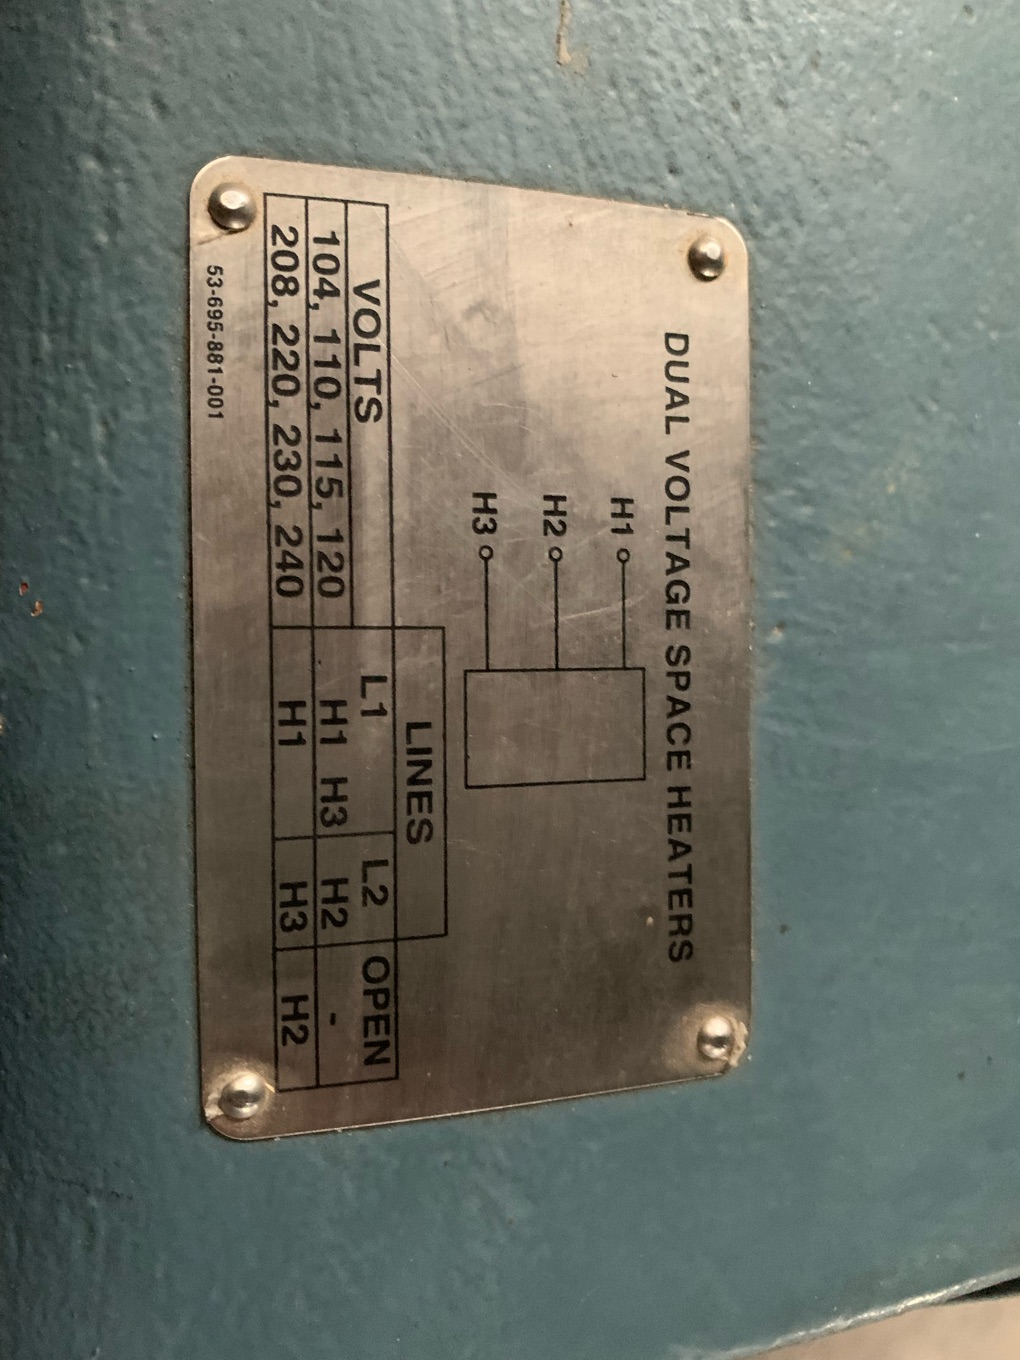 DUAL VOLTAGE SPACE HEATERS
H1
H2
H3
LINES
VOLTS L1 L2 OPEN
104, 110, 115, 120 H1 H3 H2 -
208, 220, 230, 240 H1 H3 H2
53-695-881-001